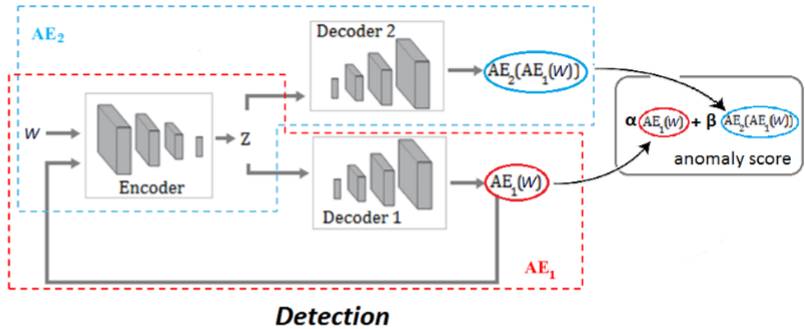 AE₂
Decoder 2
AE₂(AE₁(W))
W
Encoder
Z
α AE₁(W) + β AE₂(AE₁(W))
anomaly score
AE₁(W)
Decoder 1
AE₁
Detection